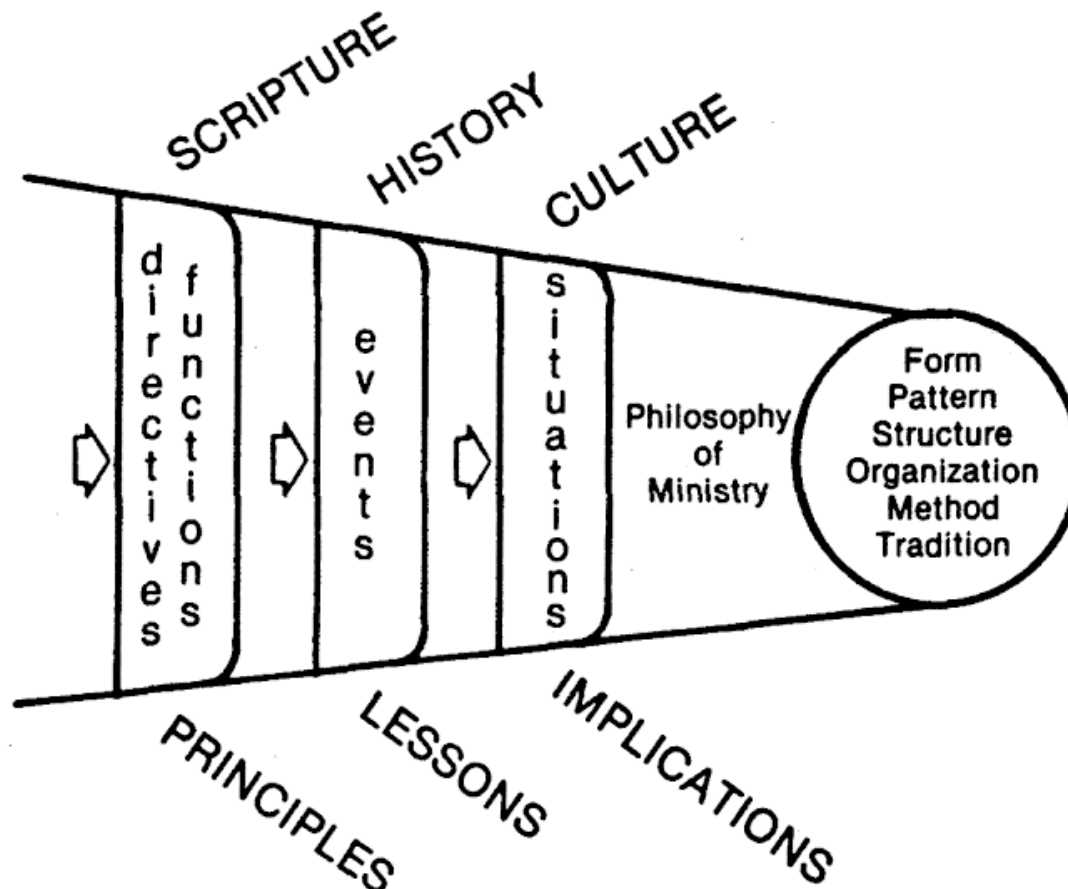 SCRIPTURE
HISTORY
CULTURE
directives
functions
events
situations
Philosophy
of
Ministry
Form
Pattern
Structure
Organization
Method
Tradition
PRINCIPLES
LESSONS
IMPLICATIONS